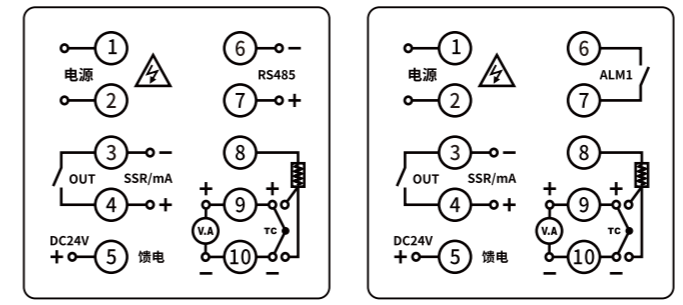 1 6 −
电源 RS485
2 7 +
3 − 8
OUT SSR/mA
+ +
4 + 9
V.A TC
DC24V
+ 5 馈电 10
− −
1 6
电源 ALM1
2 7
3 − 8
OUT SSR/mA
+ +
4 + 9
V.A TC
DC24V
+ 5 馈电 10
− −